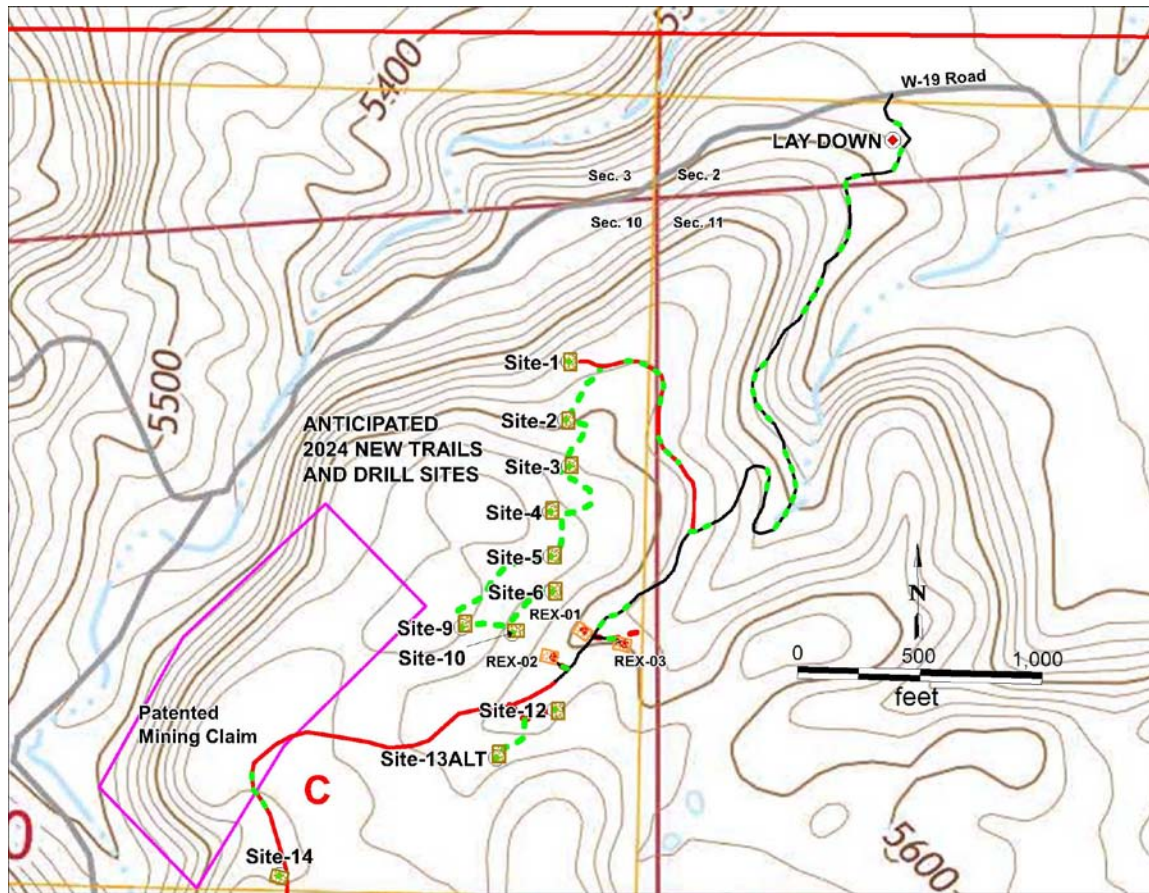 5400
W-19 Road
LAY DOWN
Sec. 3
Sec. 2
Sec. 10
Sec. 11
5500
Site-1
Site-2
ANTICIPATED
2024 NEW TRAILS
AND DRILL SITES
Site-3
Site-4
Site-5
Site-6
REX-01
Site-9
Site-10
REX-02
REX-03
N
0 500 1,000
feet
Patented
Mining Claim
Site-12
Site-13ALT
C
Site-14
5600